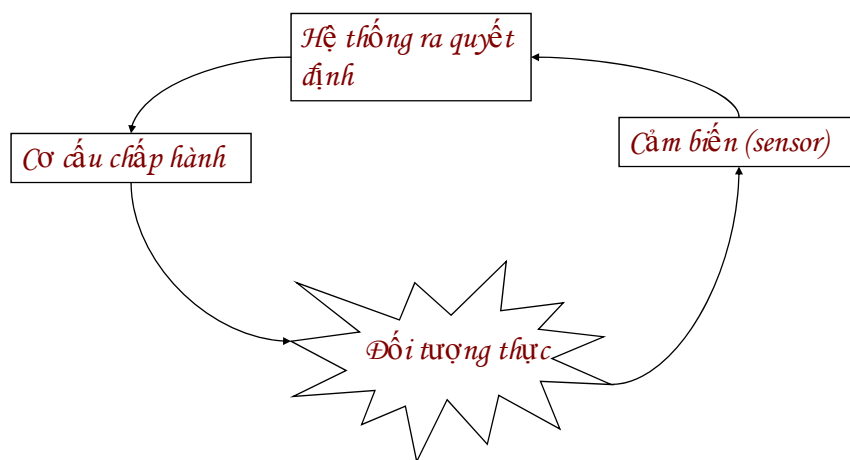 Hệ thống ra quyết
định
Cơ cấu chấp hành
Cảm biến (sensor)
Đối tượng thực